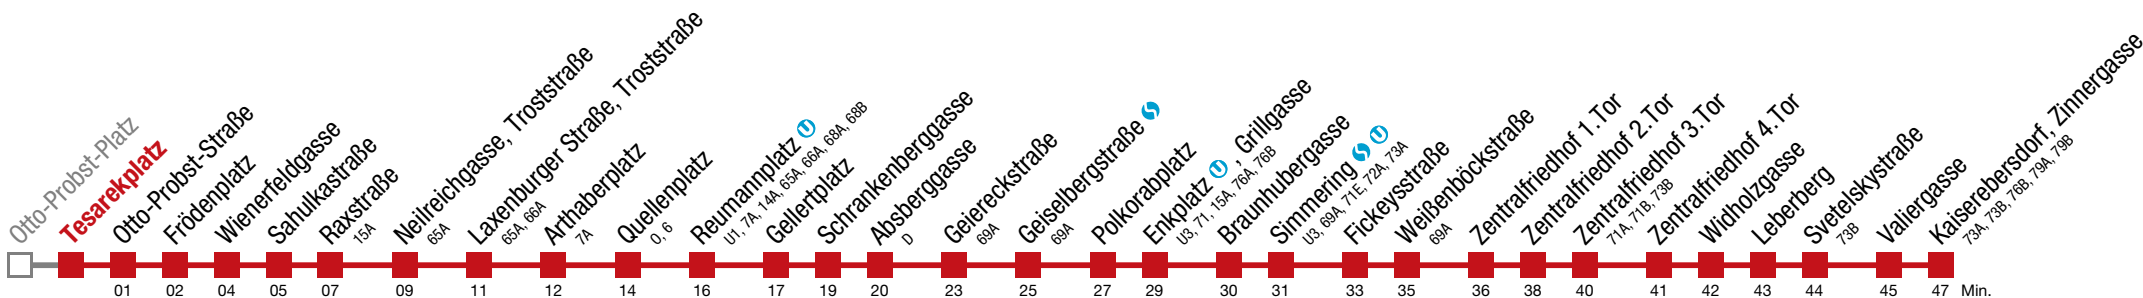 Otto-Probst-Platz
Tesarekplatz
Otto-Probst-Straße
Frödenplatz
Wienerfeldgasse
Sahulkastraße
Raxstraße
15A
Neilreichgasse, Troststraße
65A
Laxenburger Straße, Troststraße
65A, 66A
Arthaberplatz
7A
Quellenplatz
O, 6
Reumannplatz U
U1, 7A, 14A, 65A, 66A, 68A, 68B
Gellertplatz
Schrankenberggasse
Absberggasse
D
Geiereckstraße
69A
Geiselbergstraße S
69A
Polkorabplatz
Enkplatz U , Grillgasse
U3, 71, 15A, 76A, 76B
Braunhubergasse
Simmering S U
U3, 69A, 71E, 72A, 73A
Fickeysstraße
Weißenböckstraße
69A
Zentralfriedhof 1.Tor
Zentralfriedhof 2.Tor
Zentralfriedhof 3.Tor
71A, 71B, 73B
Zentralfriedhof 4.Tor
Widholzgasse
Leberberg
Svetelskystraße
73B
Valiergasse
Kaiserebersdorf, Zinnergasse
73A, 73B, 76B, 79A, 79B
01 02 04 05 07 09 11 12 14 16 17 19 20 23 25 27 29 30 31 33 35 36 38 40 41 42 43 44 45 47 Min.